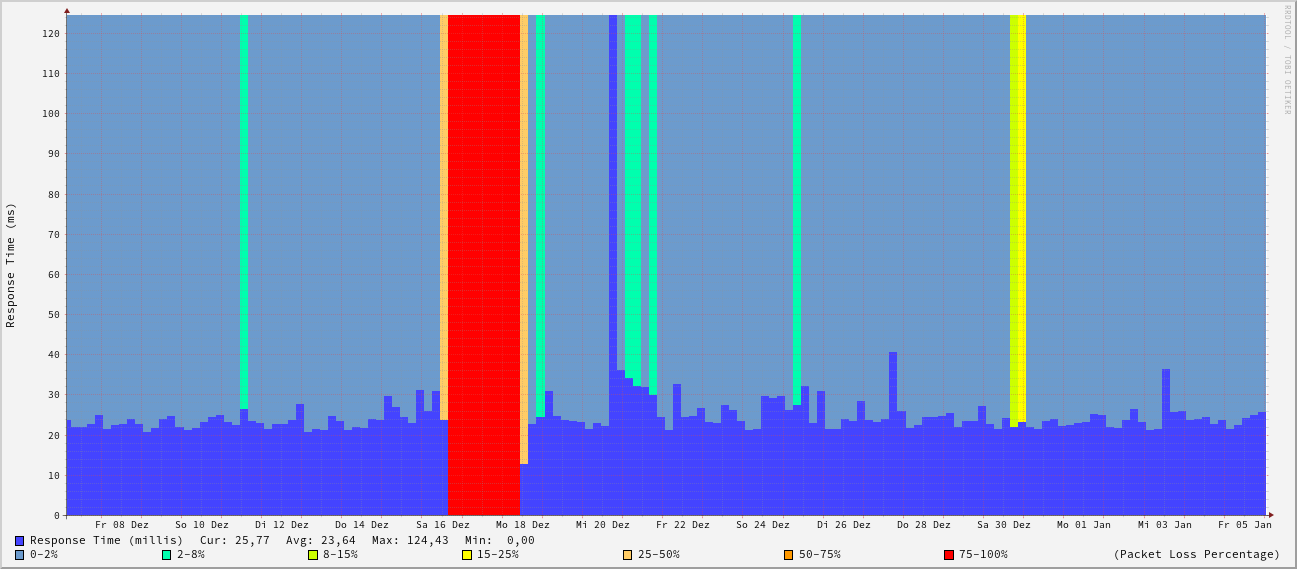 RRDTOOL / TOBI OETIKER
Response Time (ms)
120
110
100
90
80
70
60
50
40
30
20
10
0
Fr 08 Dez So 10 Dez Di 12 Dez Do 14 Dez Sa 16 Dez Mo 18 Dez Mi 20 Dez Fr 22 Dez So 24 Dez Di 26 Dez Do 28 Dez Sa 30 Dez Mo 01 Jan Mi 03 Jan Fr 05 Jan
Response Time (millis) Cur: 25,77 Avg: 23,64 Max: 124,43 Min: 0,00
0-2% 2-8% 8-15% 15-25% 25-50% 50-75% 75-100% (Packet Loss Percentage)